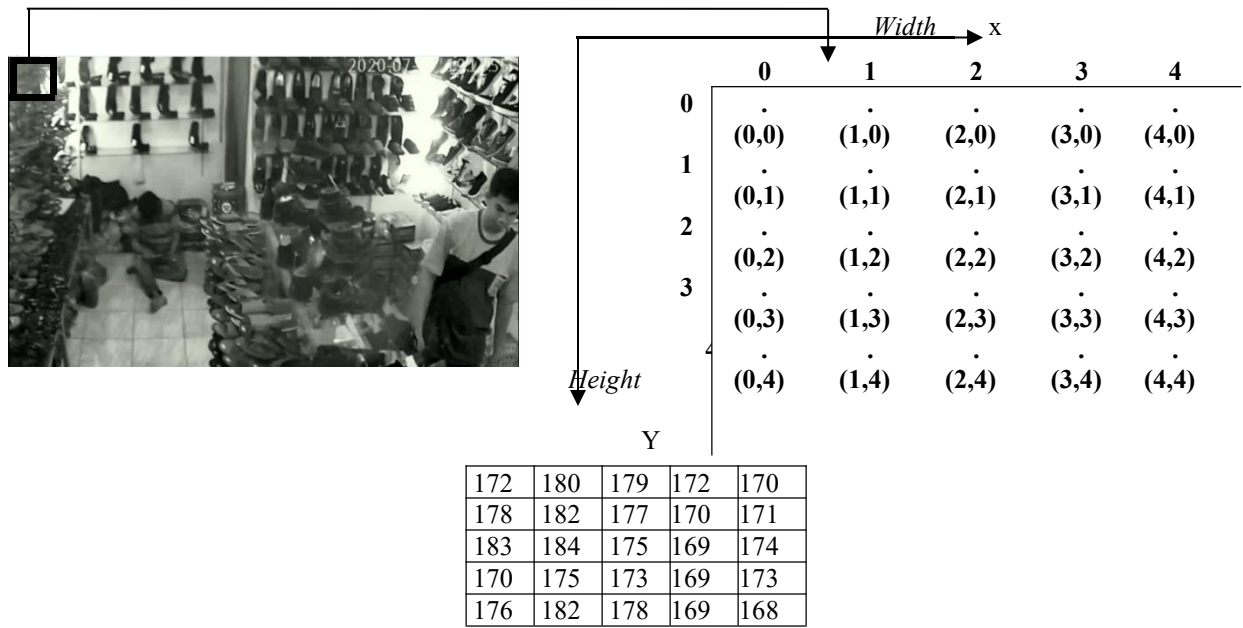 Width x
2020-07-
0 1 2 3 4
0 . . . . .
(0,0) (1,0) (2,0) (3,0) (4,0)
1 . . . . .
(0,1) (1,1) (2,1) (3,1) (4,1)
2 . . . . .
(0,2) (1,2) (2,2) (3,2) (4,2)
3 . . . . .
(0,3) (1,3) (2,3) (3,3) (4,3)
. . . . .
Height (0,4) (1,4) (2,4) (3,4) (4,4)
Y
172 180 179 172 170
178 182 177 170 171
183 184 175 169 174
170 175 173 169 173
176 182 178 169 168